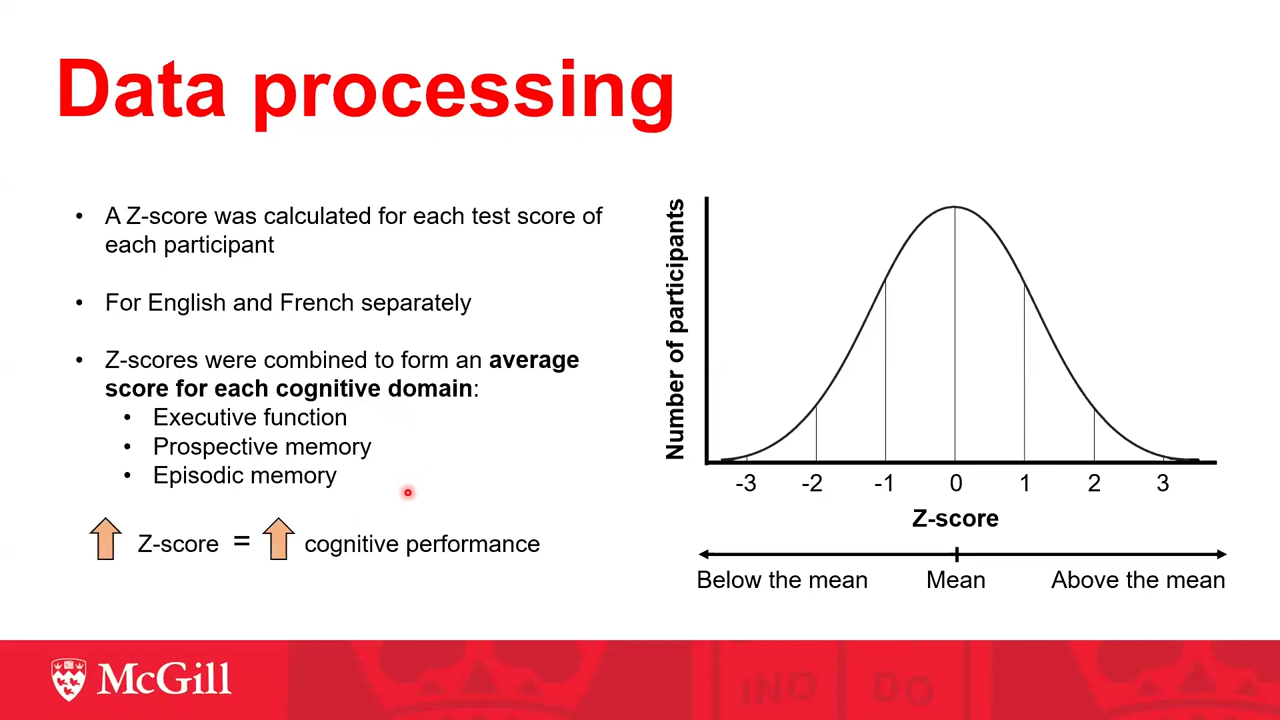 Data processing
• A Z-score was calculated for each test score of
each participant
• For English and French separately
• Z-scores were combined to form an average
score for each cognitive domain:
• Executive function
• Prospective memory
• Episodic memory
Z-score = cognitive performance
Number of participants
-3 -2 -1 0 1 2 3
Z-score
Below the mean Mean Above the mean
McGill
INO DO